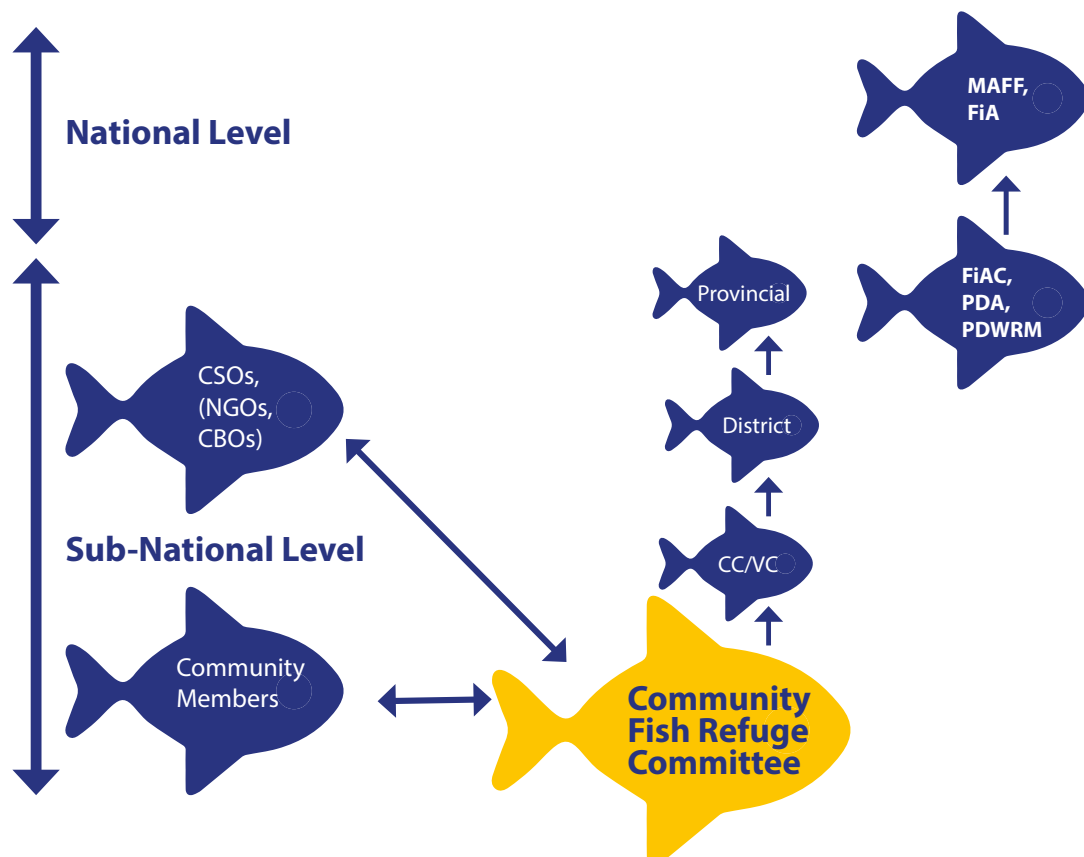 National Level
MAFF,
FiA
FiAC,
PDA,
PDWRM
Provincial
District
CC/VC
CSOs,
(NGOs,
CBOs)
Sub-National Level
Community
Members
Community
Fish Refuge
Committee